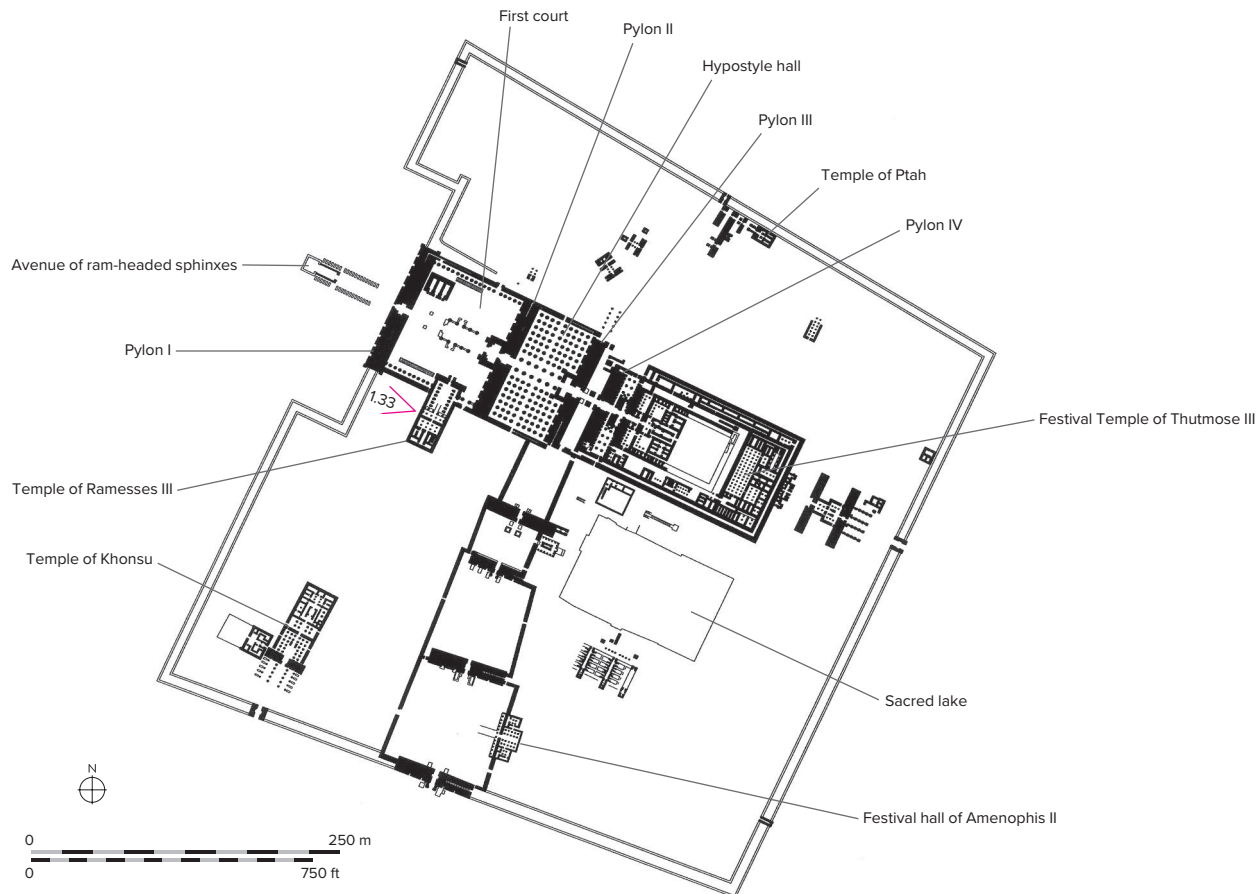 First court
Pylon II
Hypostyle hall
Pylon III
Temple of Ptah
Pylon IV
Avenue of ram-headed sphinxes
Pylon I
1.33
Festival Temple of Thutmose III
Temple of Ramesses III
Temple of Khonsu
Sacred lake
N
Festival hall of Amenophis II
0 250 m
0 750 ft